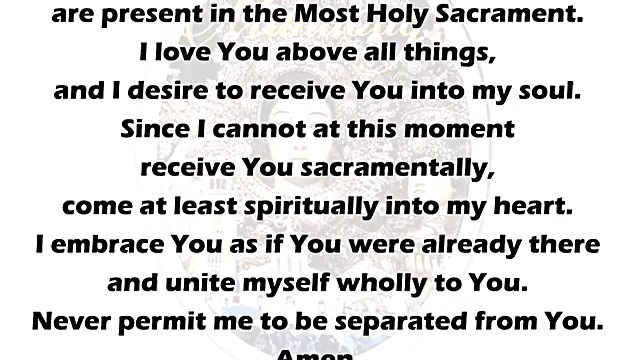 are present in the Most Holy Sacrament.
I love You above all things,
and I desire to receive You into my soul.
Since I cannot at this moment
receive You sacramentally,
come at least spiritually into my heart.
I embrace You as if You were already there
and unite myself wholly to You.
Never permit me to be separated from You.
Amen